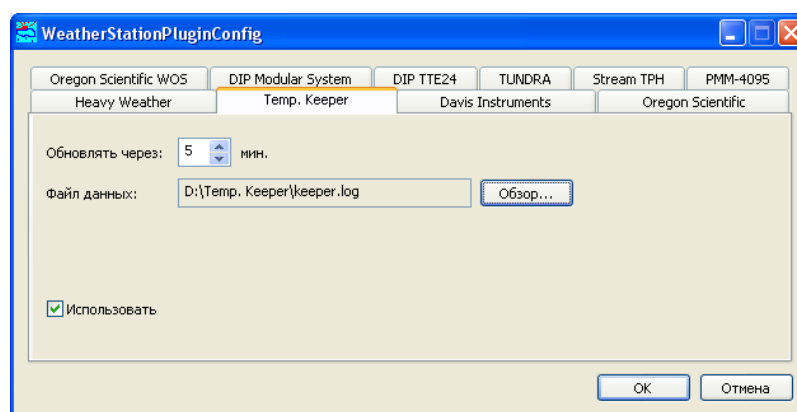 WeatherStationPluginConfig
Oregon Scientific WOS DIP Modular System DIP TTE24 TUNDRA Stream TPH PMM-4095
Heavy Weather Temp. Keeper Davis Instruments Oregon Scientific
Обновлять через: 5 мин.
Файл данных: D:\Temp. Keeper\keeper.log Обзор...
Использовать
OK Отмена